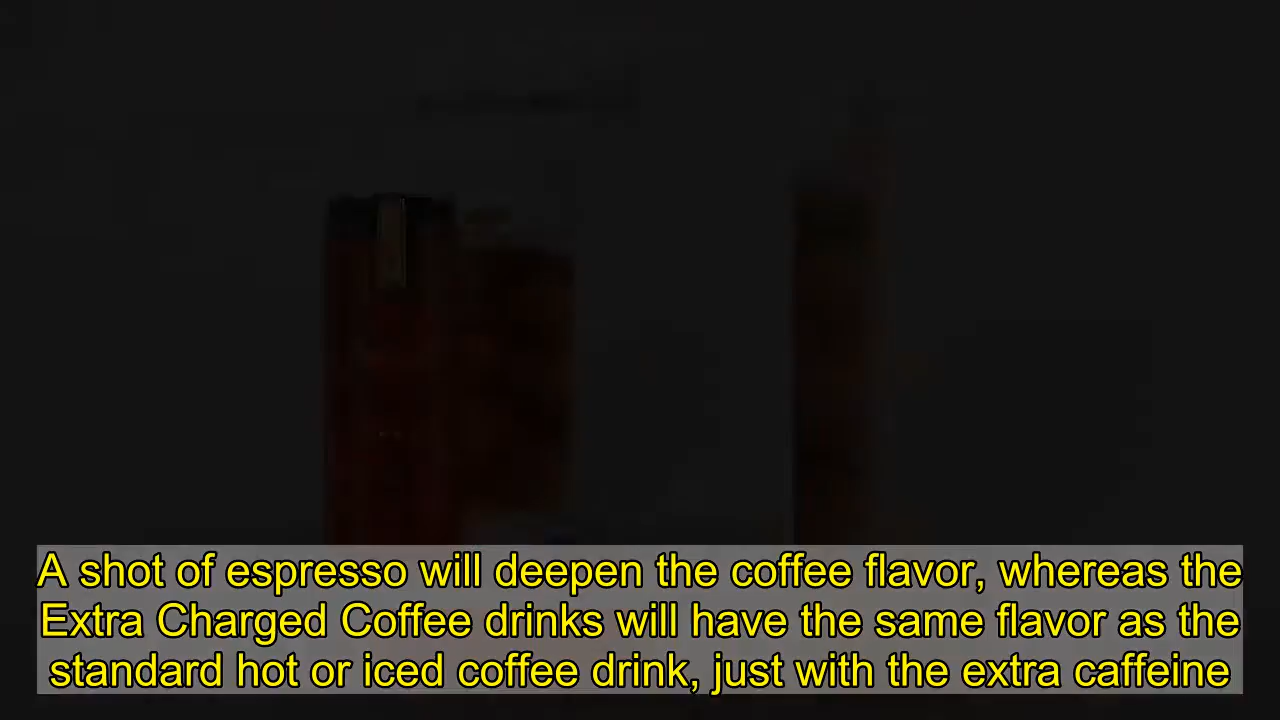 A shot of espresso will deepen the coffee flavor, whereas the
Extra Charged Coffee drinks will have the same flavor as the
standard hot or iced coffee drink, just with the extra caffeine